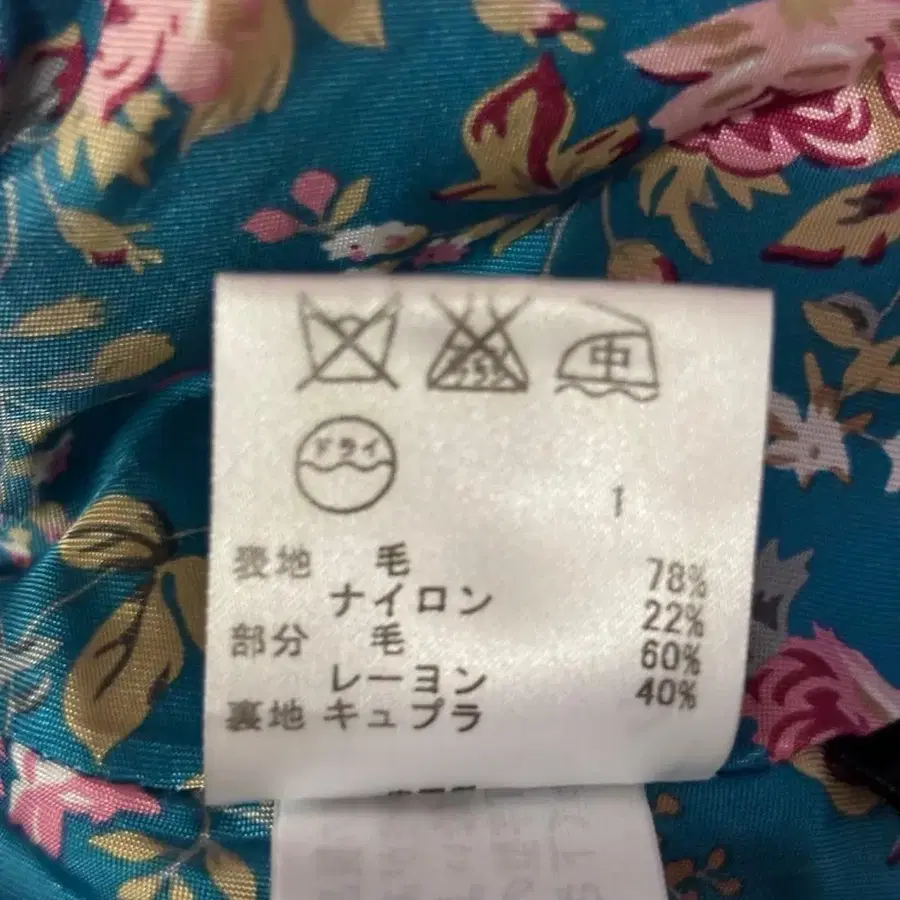 中
ドライ
1
表地 毛 78%
ナイロン 22%
部分 毛 60%
レーヨン 40%
裏地 キュプラ